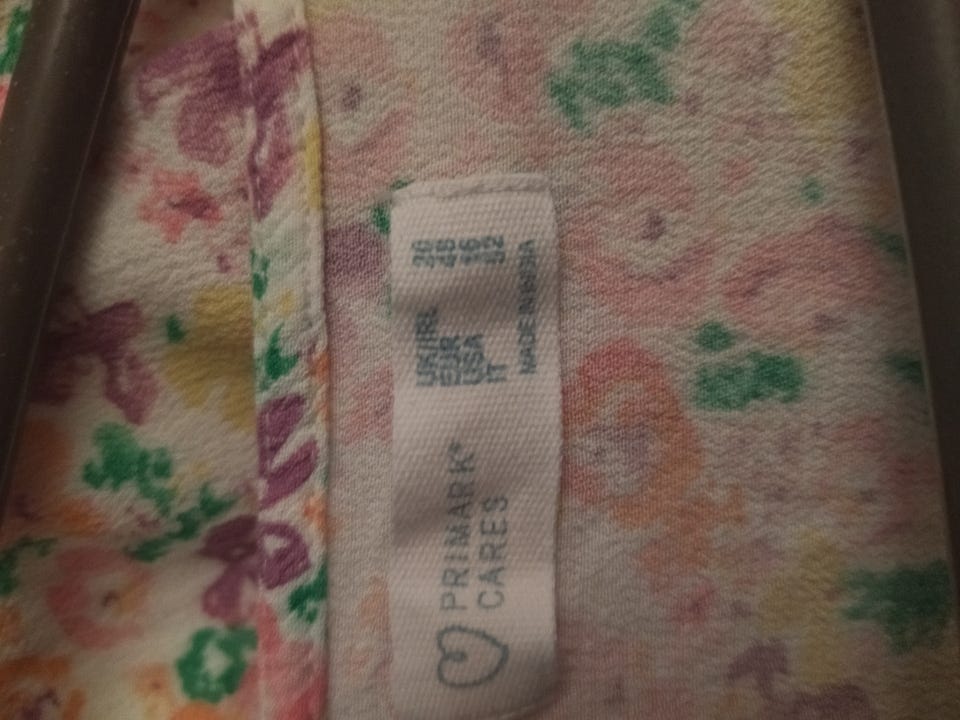 PRIMARK®
CARES
UK/IRL 20
EUR 48
USA 16
IT 52
MADE IN INDIA